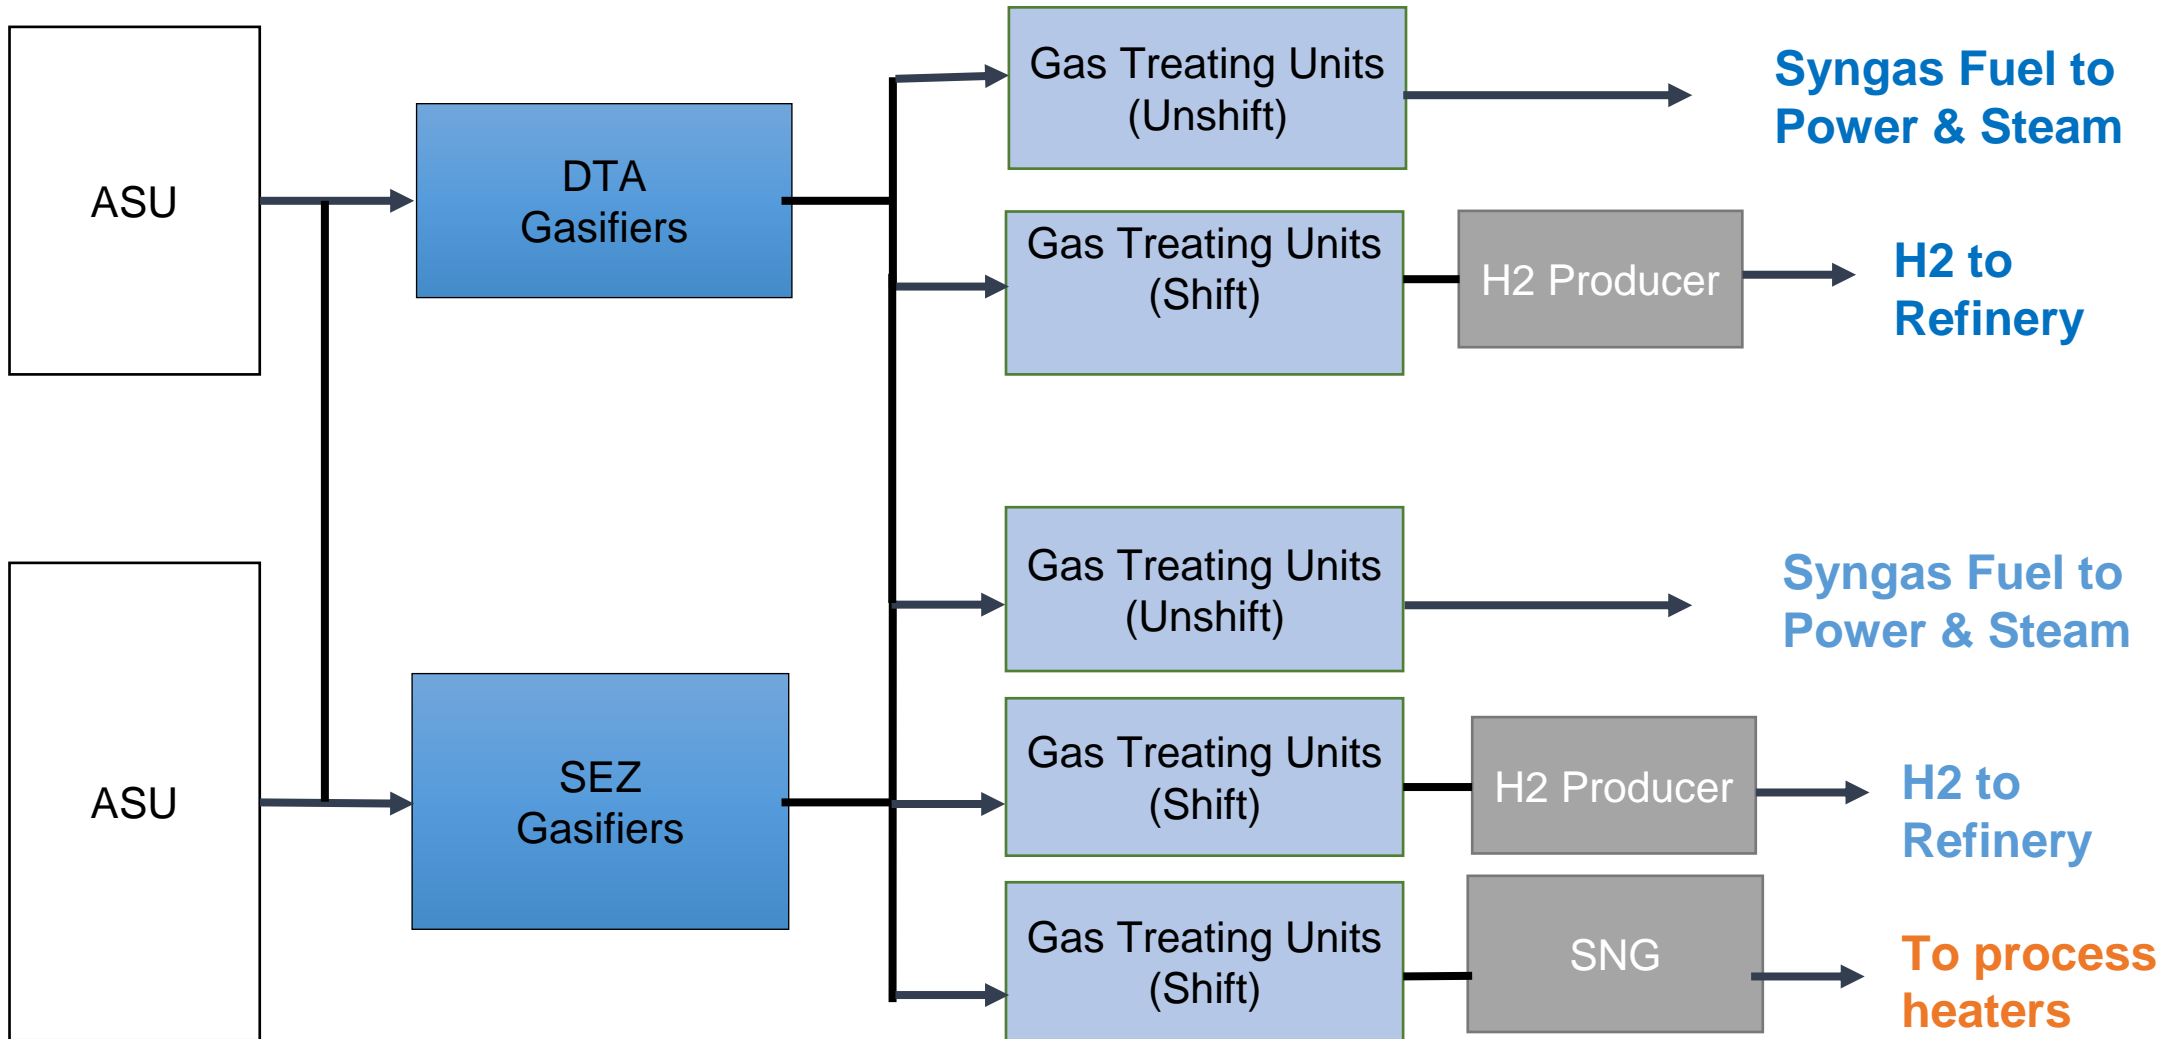 ASU
DTA
Gasifiers
Gas Treating Units
(Unshift)
Syngas Fuel to
Power & Steam
Gas Treating Units
(Shift)
H2 Producer
H2 to
Refinery
ASU
SEZ
Gasifiers
Gas Treating Units
(Unshift)
Syngas Fuel to
Power & Steam
Gas Treating Units
(Shift)
H2 Producer
H2 to
Refinery
Gas Treating Units
(Shift)
SNG
To process
heaters